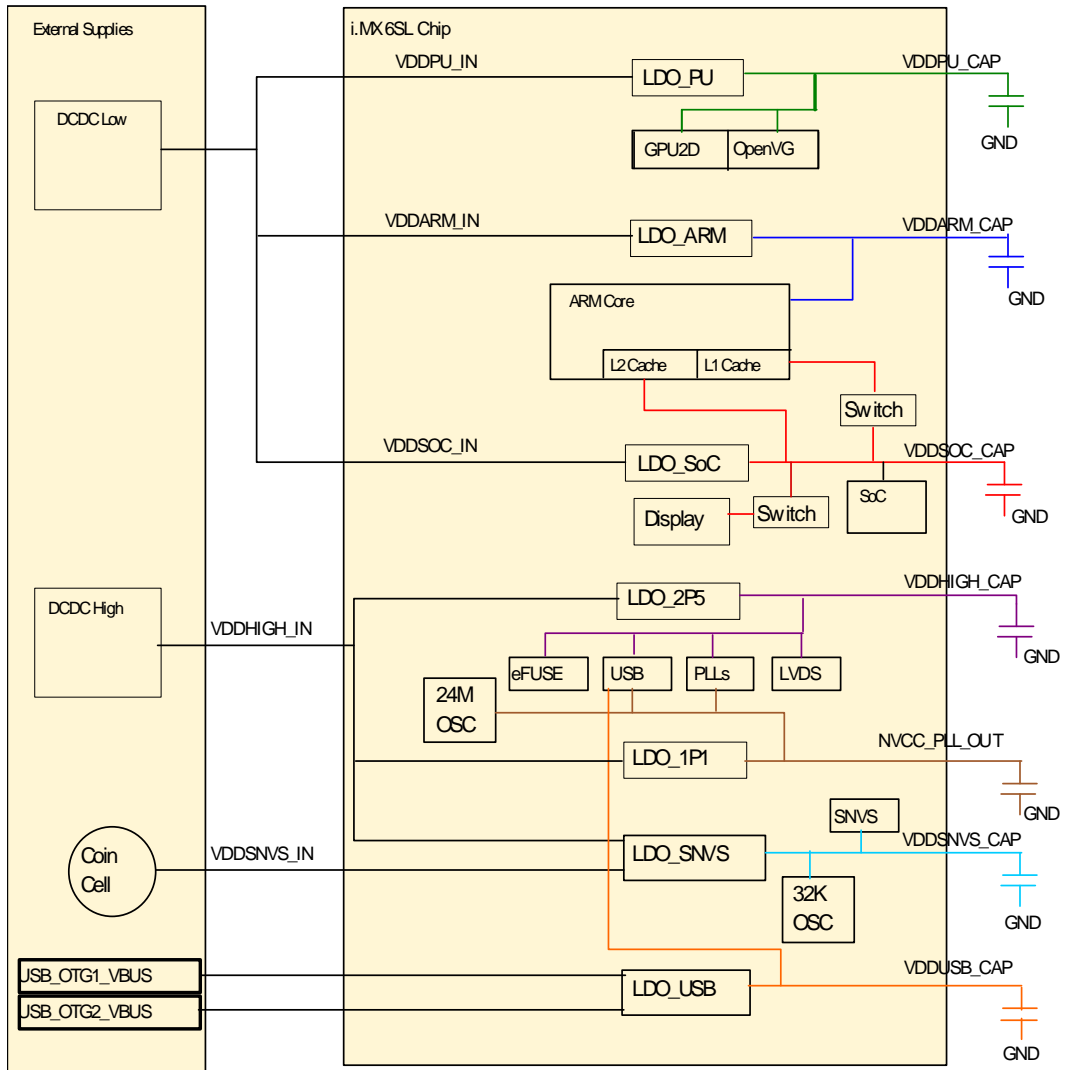 External Supplies
i.MX6SL Chip
VDDPU_IN
VDDPU_CAP
LDO_PU
DCDC Low
GND
GPU2D
OpenVG
VDDARM_IN
VDDARM_CAP
LDO_ARM
GND
ARM Core
L2 Cache
L1 Cache
Switch
VDDSOC_IN
VDDSOC_CAP
LDO_SoC
SoC
Display
Switch
GND
VDDHIGH_CAP
LDO_2P5
DCDC High
VDDHIGH_IN
GND
eFUSE
USB
PLLs
LVDS
24M
OSC
NVCC_PLL_OUT
LDO_1P1
GND
SNVS
VDDSNVS_CAP
Coin
Cell
VDDSNVS_IN
LDO_SNVS
32K
OSC
GND
USB_OTG1_VBUS
VDDUSB_CAP
LDO_USB
USB_OTG2_VBUS
GND